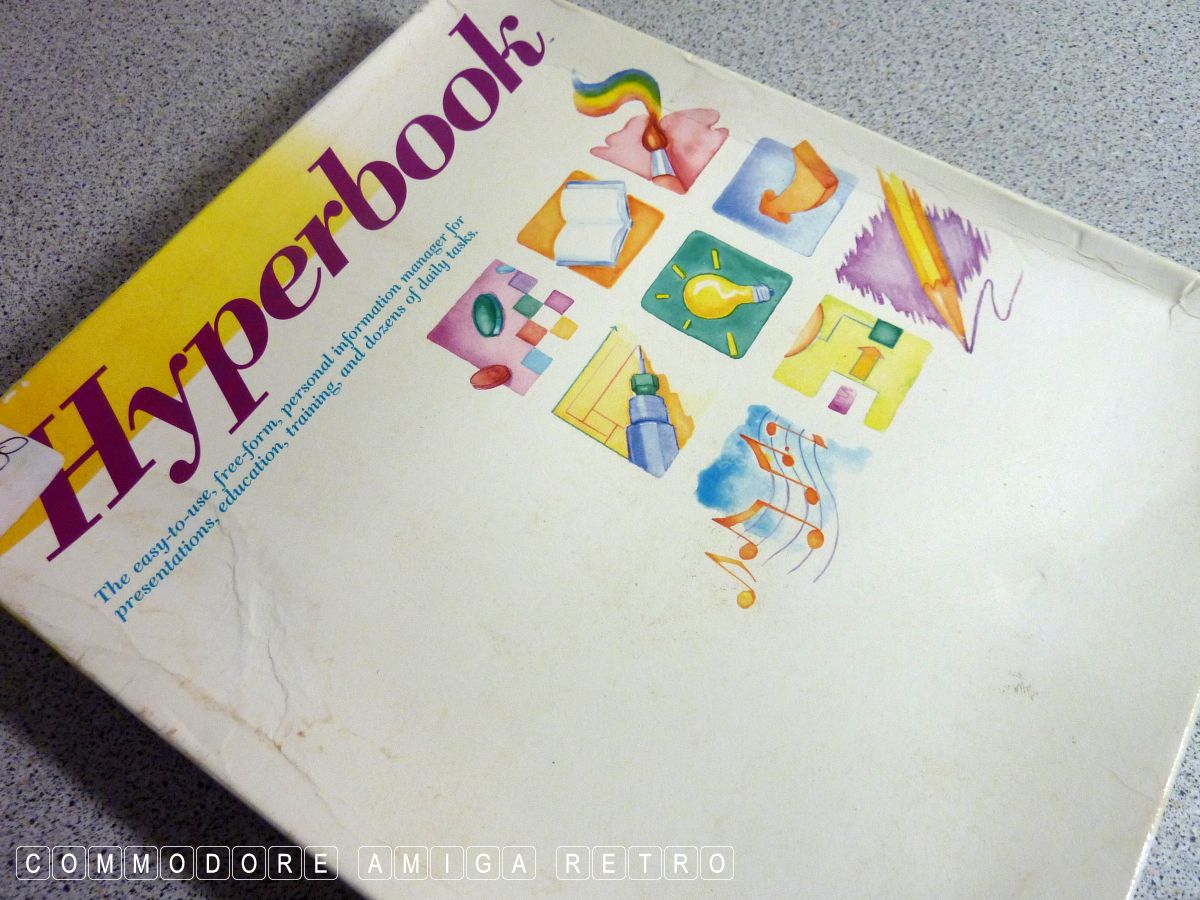 Hyperbook
The easy-to-use, free-form, personal information manager for
presentations, education, training, and dozens of daily tasks.
COMMODORE AMIGA RETRO